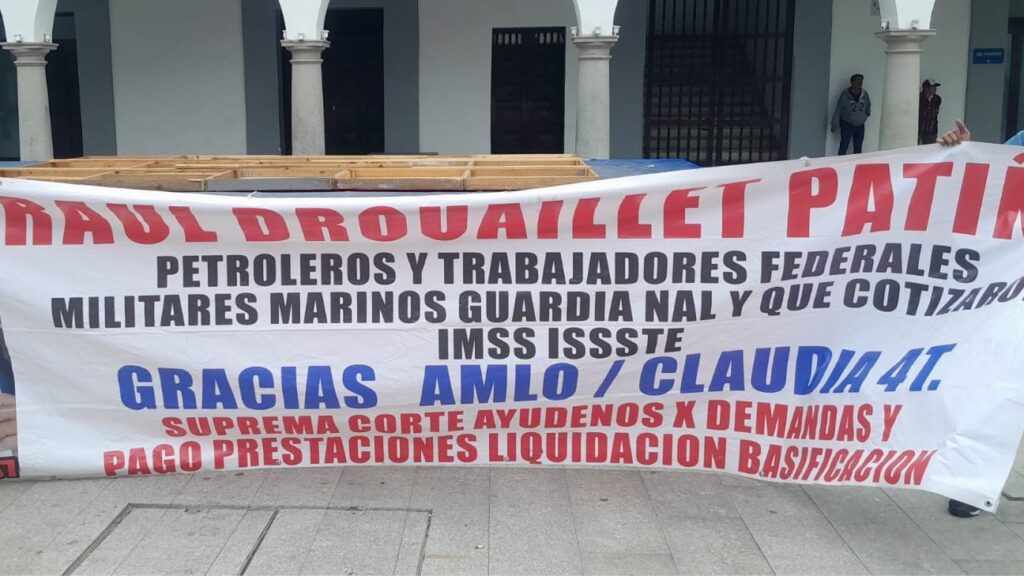 RAUL DROUAILLET PATIÑ
PETROLEROS Y TRABAJADORES FEDERALES
MILITARES MARINOS GUARDIA NAL Y QUE COTIZARO
IMSS ISSSTE
GRACIAS AMLO / CLAUDIA 4T.
SUPREMA CORTE AYUDENOS X DEMANDAS Y
PAGO PRESTACIONES LIQUIDACION BASIFICACION